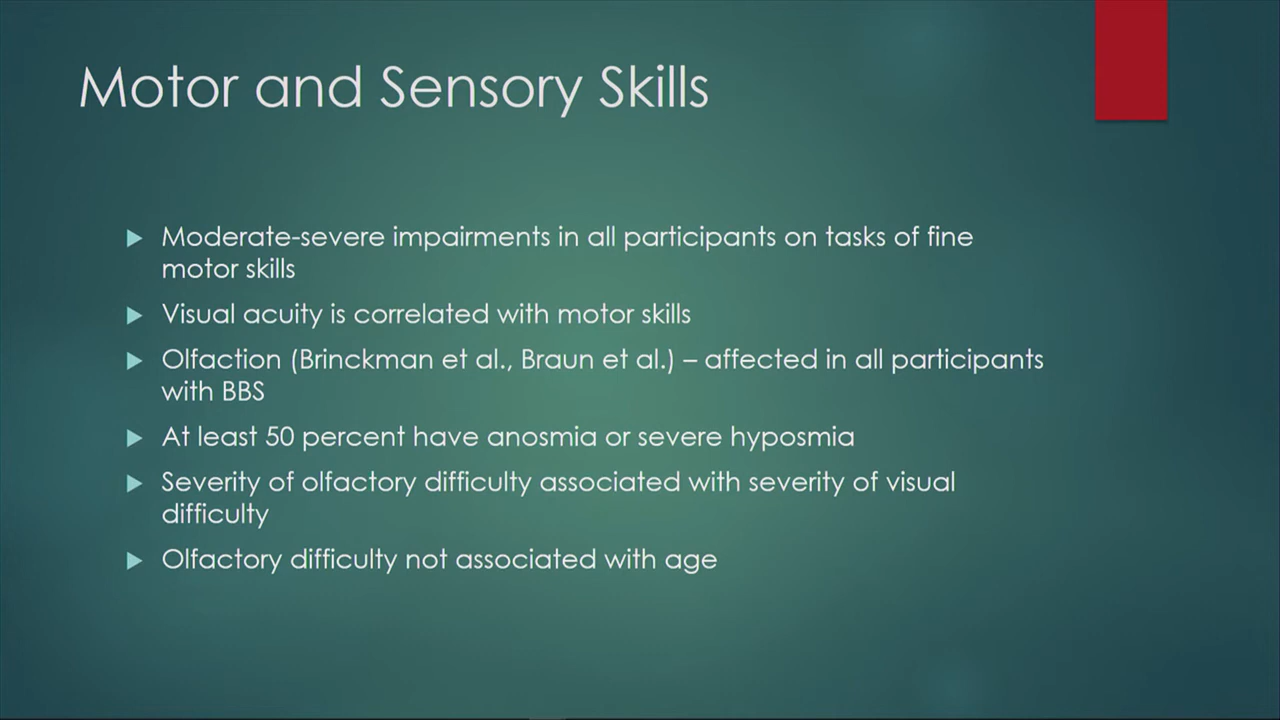 Motor and Sensory Skills
Moderate-severe impairments in all participants on tasks of fine
motor skills
Visual acuity is correlated with motor skills
Olfaction (Brinckman et al., Braun et al.) – affected in all participants
with BBS
At least 50 percent have anosmia or severe hyposmia
Severity of olfactory difficulty associated with severity of visual
difficulty
Olfactory difficulty not associated with age